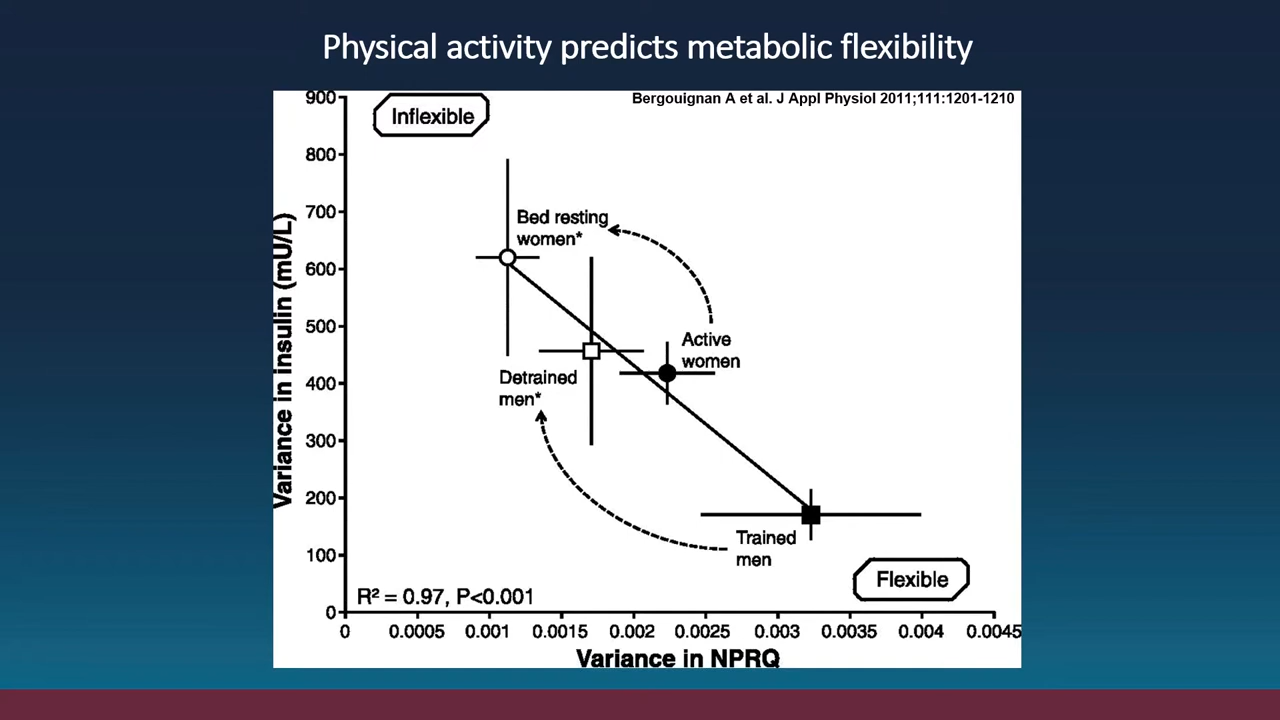 Physical activity predicts metabolic flexibility
Bergouignan A et al. J Appl Physiol 2011;111:1201-1210
Inflexible
Variance in insulin (mU/L)
900
800
700
600
500
400
300
200
100
0
Bed resting
women*
Active
women
Detrained
men*
Trained
men
Flexible
R² = 0.97, P<0.001
0 0.0005 0.001 0.0015 0.002 0.0025 0.003 0.0035 0.004 0.0045
Variance in NPRQ